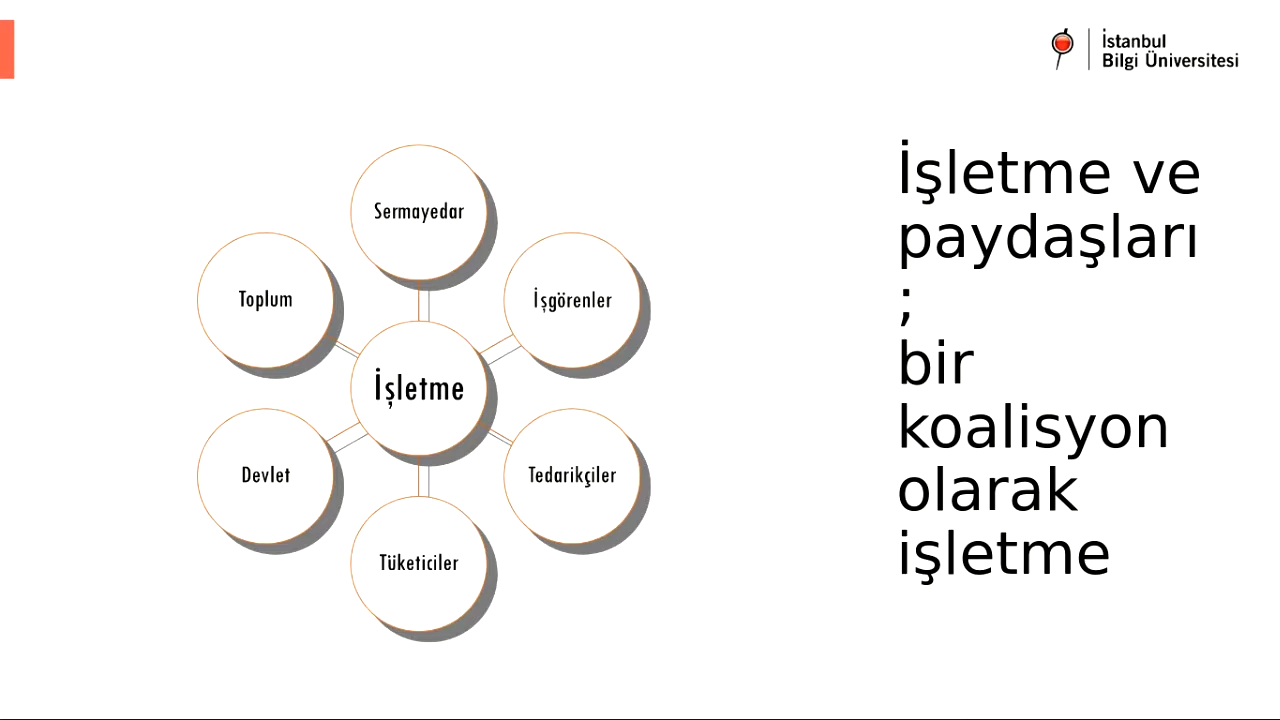 İstanbul
Bilgi Üniversitesi
Sermayedar
Toplum
İşgörenler
İşletme
Devlet
Tedarikçiler
Tüketiciler
İşletme ve
paydaşları
;
bir
koalisyon
olarak
işletme